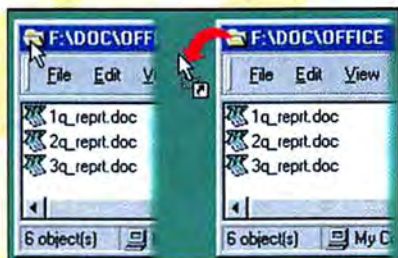 F:\DOC\OFF
File Edit
1q_reprt.doc
2q_reprt.doc
3q_reprt.doc
6 object(s)
F:\DOC\OFFICE
File Edit View
1q_reprt.doc
2q_reprt.doc
3q_reprt.doc
6 object(s) My